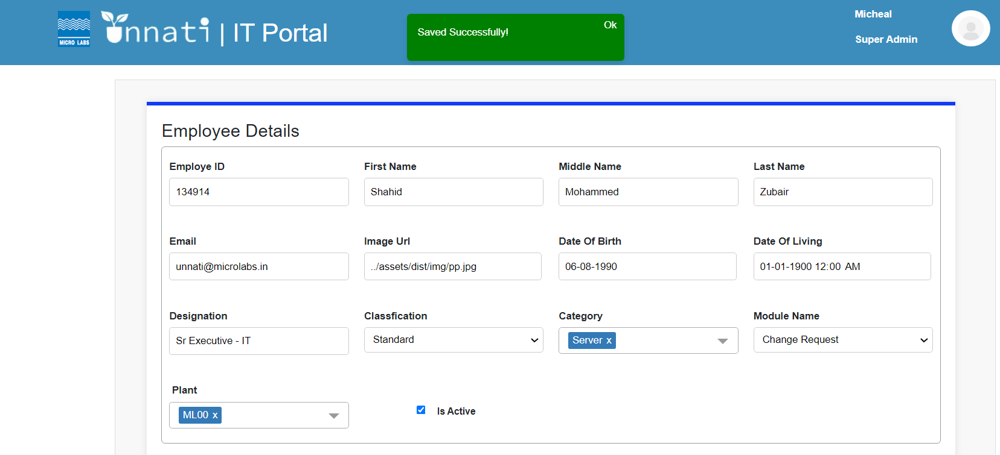 MICRO LABS
unnati | IT Portal
Saved Successfully!
Ok
Micheal
Super Admin
Employee Details
Employe ID
First Name
Middle Name
Last Name
134914
Shahid
Mohammed
Zubair
Email
Image Url
Date Of Birth
Date Of Living
unnati@microlabs.in
../assets/dist/img/pp.jpg
06-08-1990
01-01-1900 12:00 AM
Designation
Classfication
Category
Module Name
Sr Executive - IT
Standard
Server x
Change Request
Plant
ML00 x
Is Active